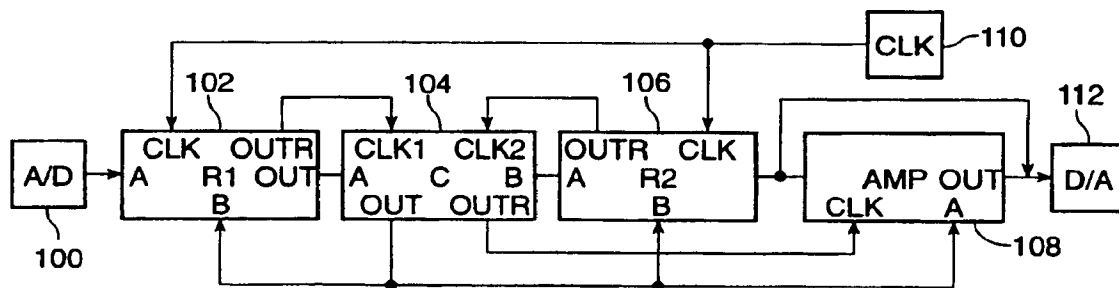 CLK
110
102
104
106
112
A/D
CLK OUTR
A R1 OUT
B
CLK1 CLK2
A C B
OUT OUTR
OUTR CLK
A R2
B
AMP OUT
CLK A
D/A
100
108